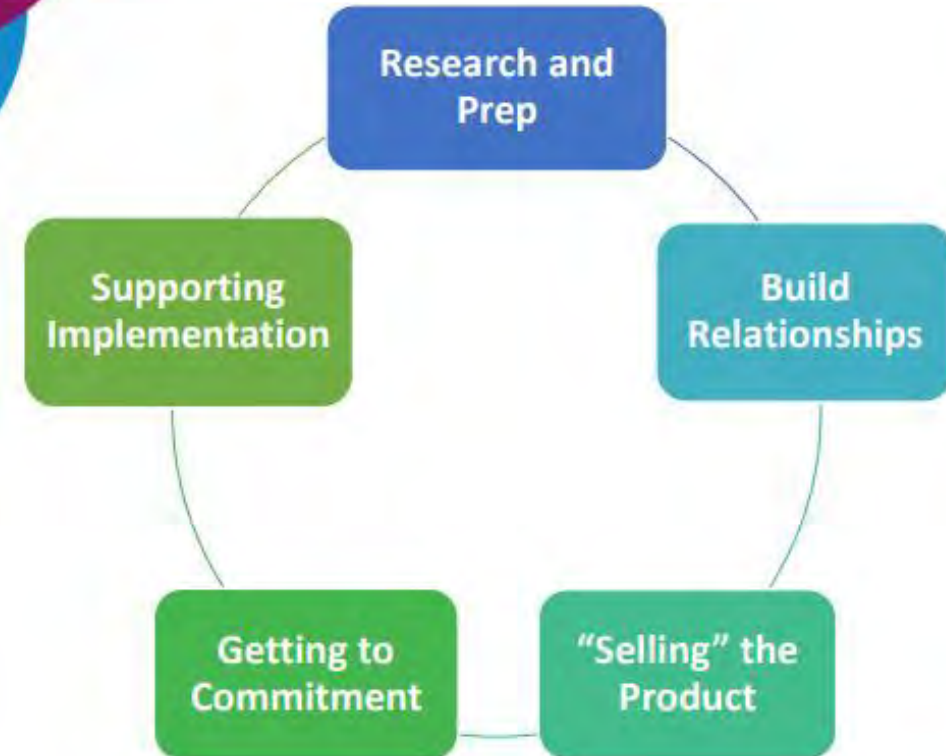 Research and
Prep
Build
Relationships
“Selling” the
Product
Getting to
Commitment
Supporting
Implementation